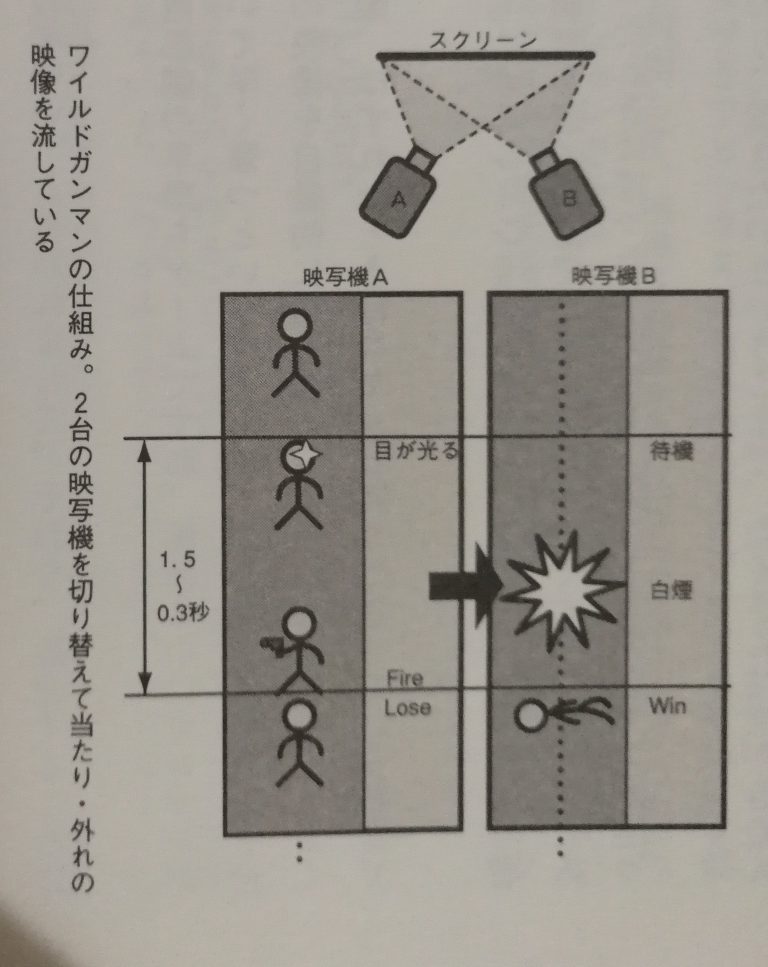 ワイルドガンマンの仕組み。2台の映写機を切り替えて当たり・外れの
映像を流している
スクリーン
A
B
映写機A
映写機B
目が光る
待機
1.5
〜
0.3秒
白煙
Fire
Lose
Win